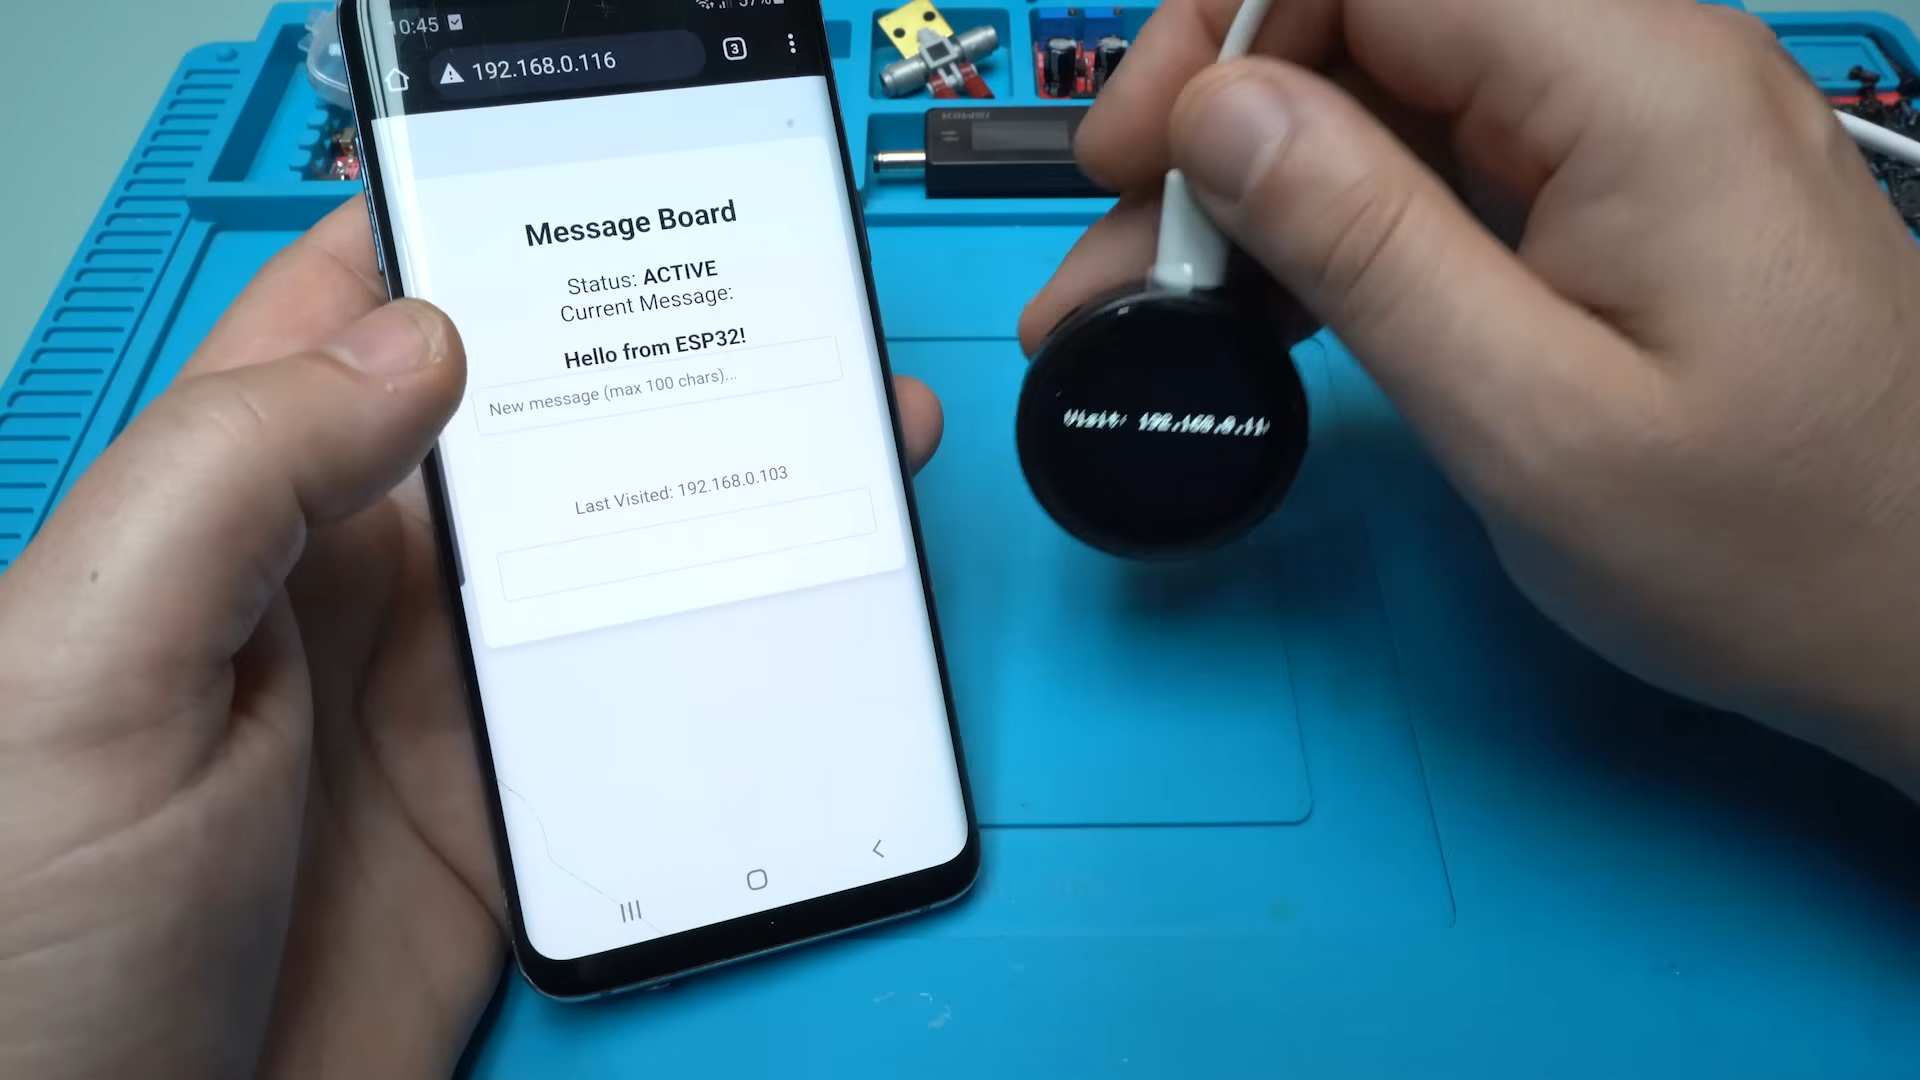 10:45
57%
192.168.0.116
3
Message Board
Status: ACTIVE
Current Message:
Hello from ESP32!
New message (max 100 chars)...
Last Visited: 192.168.0.103